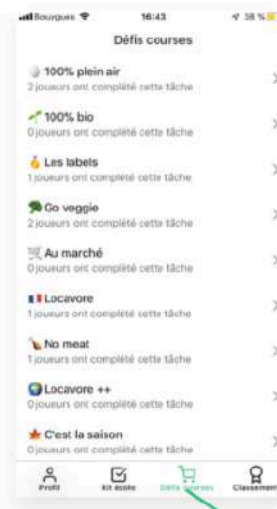 Bouygues 16:43 38 %
Défis courses
100% plein air
2 joueurs ont complété cette tâche
100% bio
0 joueurs ont complété cette tâche
Les labels
1 joueurs ont complété cette tâche
Go veggie
2 joueurs ont complété cette tâche
Au marché
0 joueurs ont complété cette tâche
Locavore
1 joueurs ont complété cette tâche
No meat
1 joueurs ont complété cette tâche
Locavore ++
0 joueurs ont complété cette tâche
C'est la saison
0 joueurs ont complété cette tâche
Profil Kit école Défis courses Classement